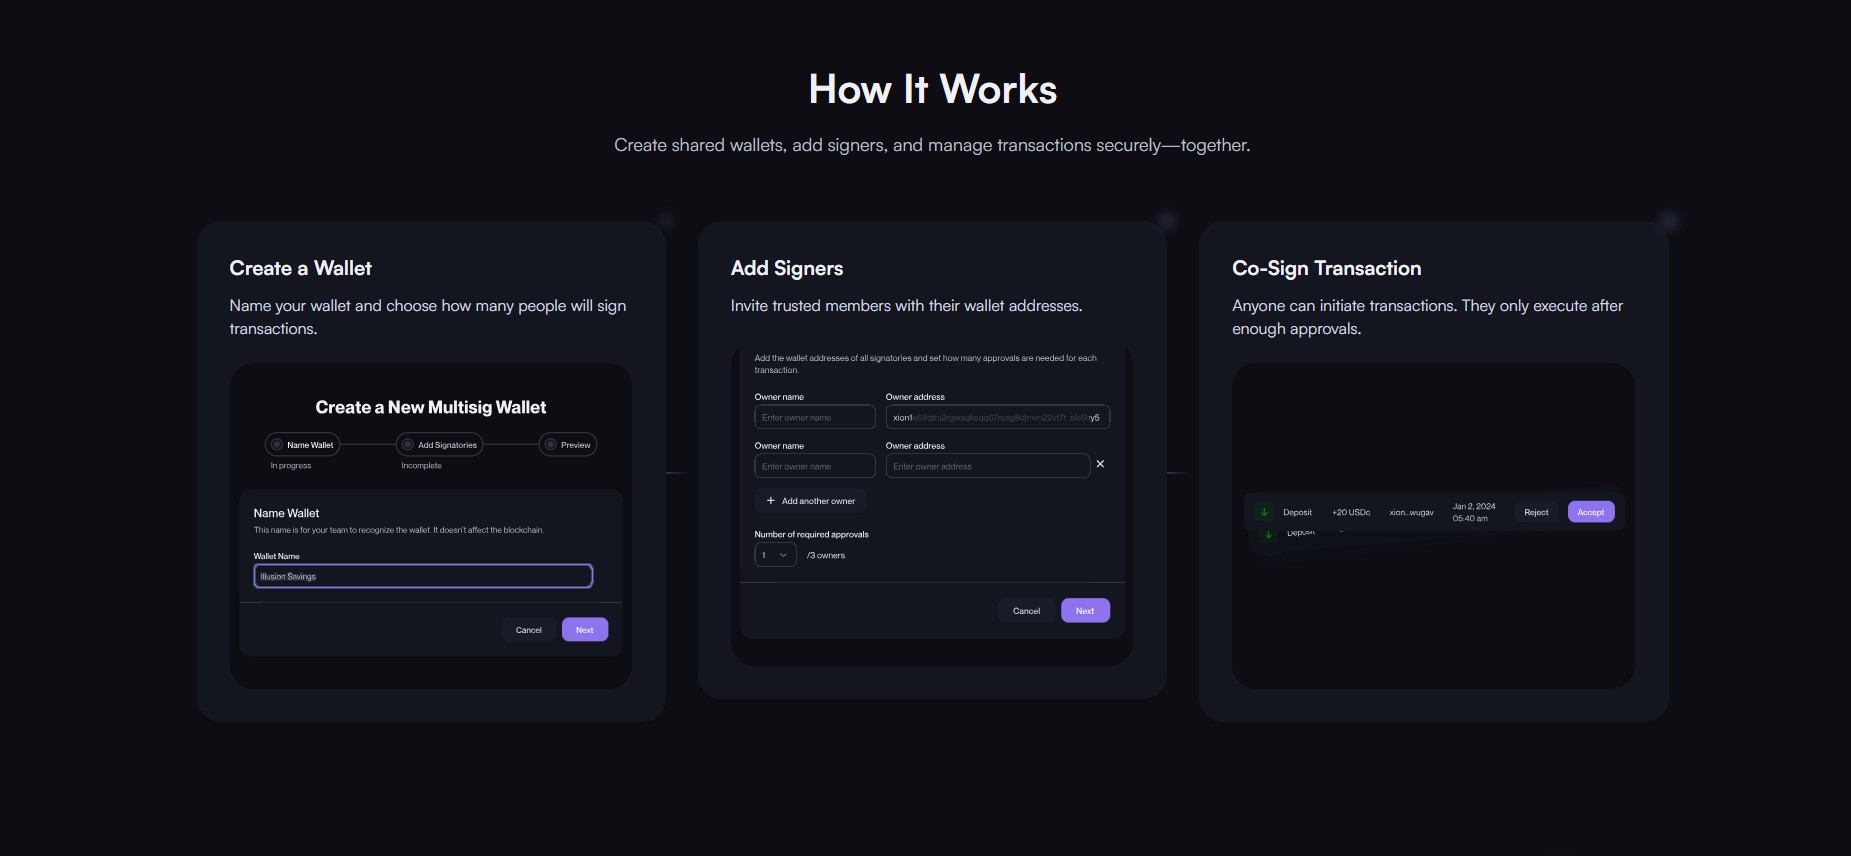 How It Works
Create shared wallets, add signers, and manage transactions securely—together.
Create a Wallet
Name your wallet and choose how many people will sign
transactions.
Create a New Multisig Wallet
Name Wallet
Add Signatories
Preview
In progress
Incomplete
Name Wallet
This name is for your team to recognize the wallet. It doesn't affect the blockchain.
Wallet Name
Illusion Savings
Cancel
Next
Add Signers
Invite trusted members with their wallet addresses.
Add the wallet addresses of all signatories and set how many approvals are needed for each
transaction.
Owner name
Owner address
Enter owner name
Owner name
Owner address
Enter owner name
Enter owner address
Add another owner
Number of required approvals
1
/3 owners
Cancel
Next
Co-Sign Transaction
Anyone can initiate transactions. They only execute after
enough approvals.
Deposit
+20 USDc
xion...wugav
Jan 2, 2024
05:40 am
Reject
Accept
Deposit